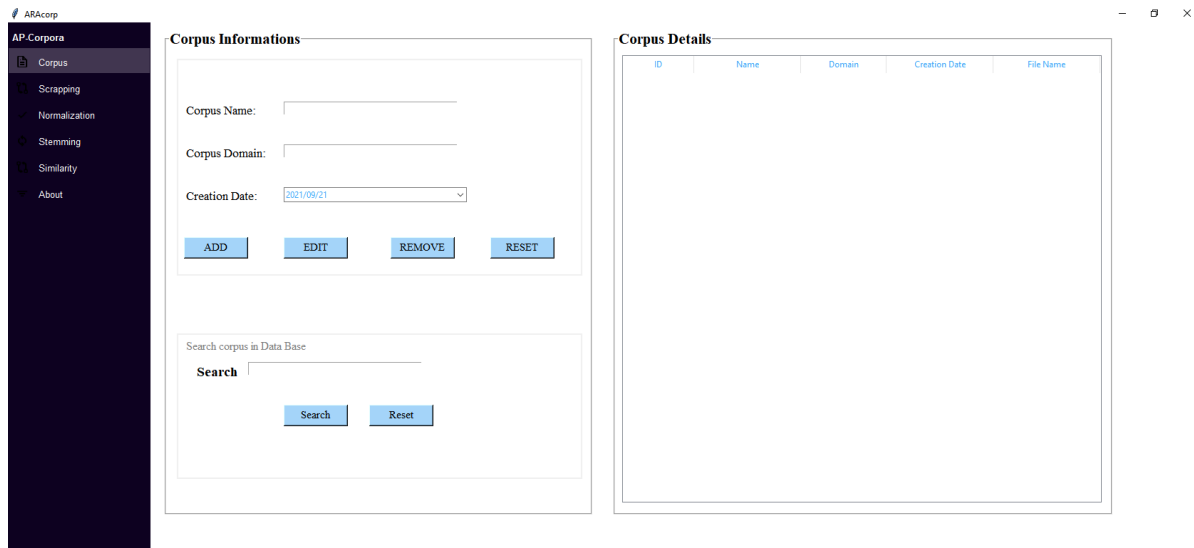 ARAcorp
AP-Corpora
Corpus
Scrapping
Normalization
Stemming
Similarity
About
Corpus Informations
Corpus Name:
Corpus Domain:
Creation Date:
2021/09/21
ADD
EDIT
REMOVE
RESET
Search corpus in Data Base
Search
Search
Reset
Corpus Details
ID
Name
Domain
Creation Date
File Name